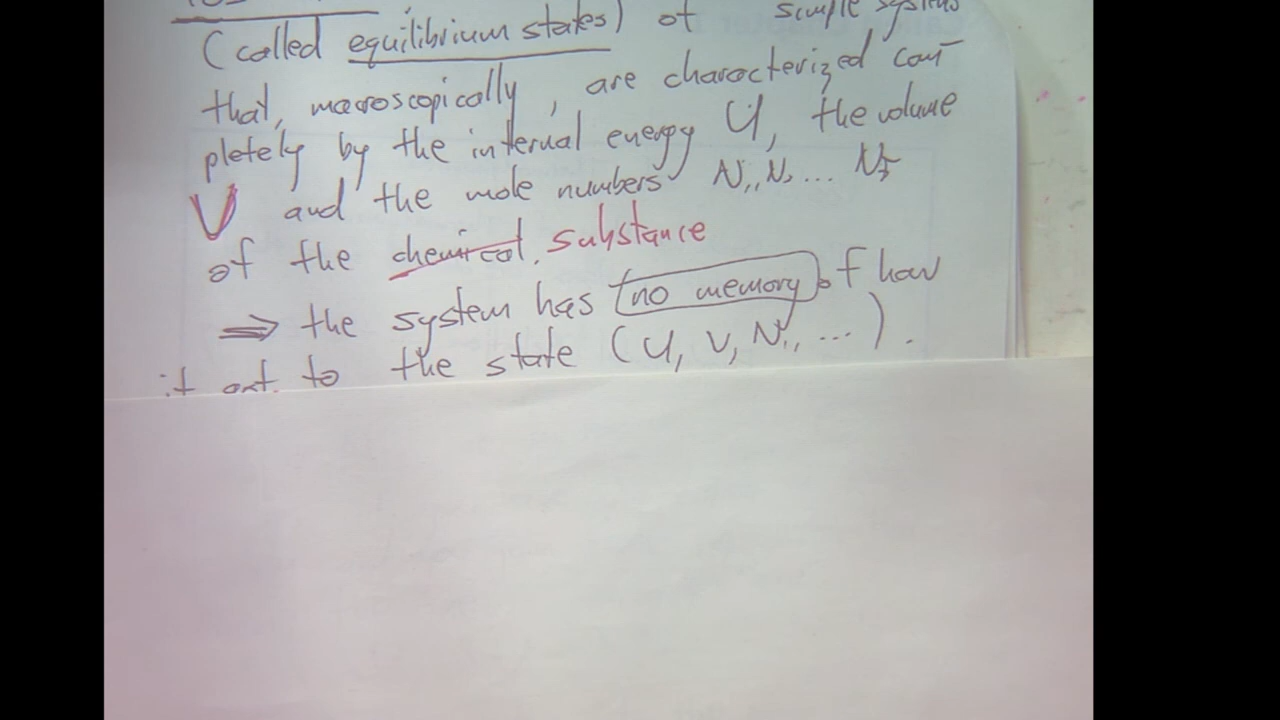 (called equilibrium states) of simple systems
that, macroscopically, are characterized com-
pletely by the internal energy U, the volume
V and the mole numbers N₁, N₂ ... Nr
of the chemical. substance
⇒ the system has no memory of how
it got to the state (U, V, N₁, ...).